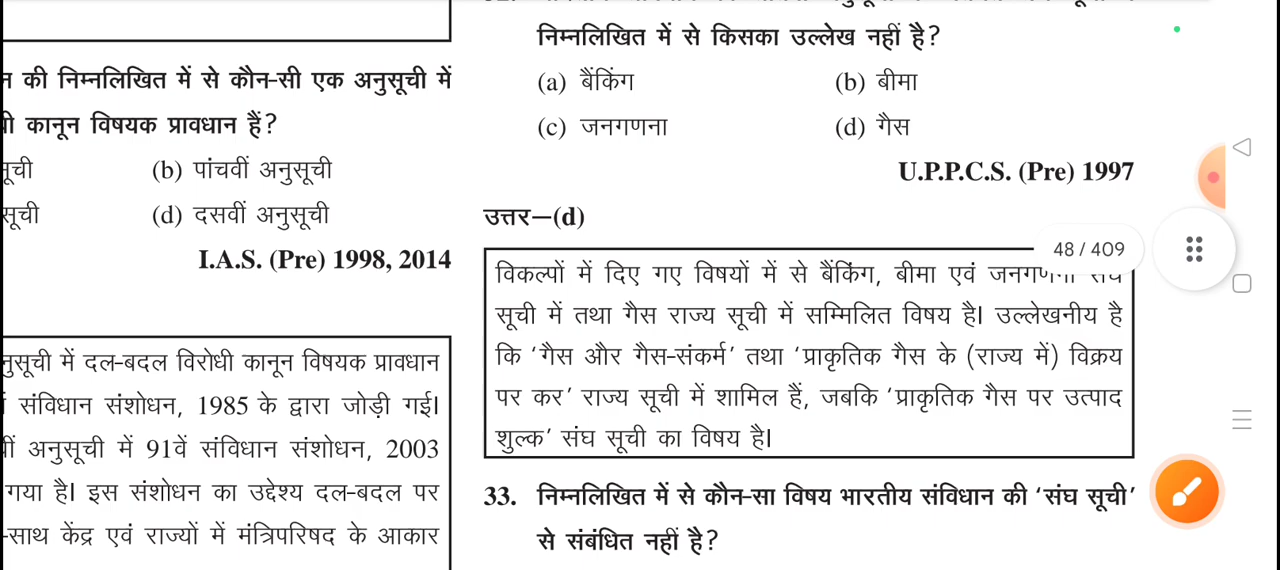 न की निम्नलिखित में से कौन-सी एक अनुसूची में
कानून विषयक प्रावधान हैं?
(b) पांचवीं अनुसूची
(d) दसवीं अनुसूची
I.A.S. (Pre) 1998, 2014
नुसूची में दल-बदल विरोधी कानून विषयक प्रावधान
संविधान संशोधन, 1985 के द्वारा जोड़ी गई।
अनुसूची में 91वें संविधान संशोधन, 2003
गया है। इस संशोधन का उद्देश्य दल-बदल पर
-साथ केंद्र एवं राज्यों में मंत्रिपरिषद के आकार
निम्नलिखित में से किसका उल्लेख नहीं है?
(a) बैंकिंग (b) बीमा
(c) जनगणना (d) गैस
U.P.P.C.S. (Pre) 1997
उत्तर—(d)
48 / 409
विकल्पों में दिए गए विषयों में से बैंकिंग, बीमा एवं जनगणना संघ
सूची में तथा गैस राज्य सूची में सम्मिलित विषय है। उल्लेखनीय है
कि 'गैस और गैस-संकर्म' तथा 'प्राकृतिक गैस के (राज्य में) विक्रय
पर कर' राज्य सूची में शामिल हैं, जबकि 'प्राकृतिक गैस पर उत्पाद
शुल्क' संघ सूची का विषय है।
33. निम्नलिखित में से कौन-सा विषय भारतीय संविधान की 'संघ सूची'
से संबंधित नहीं है?